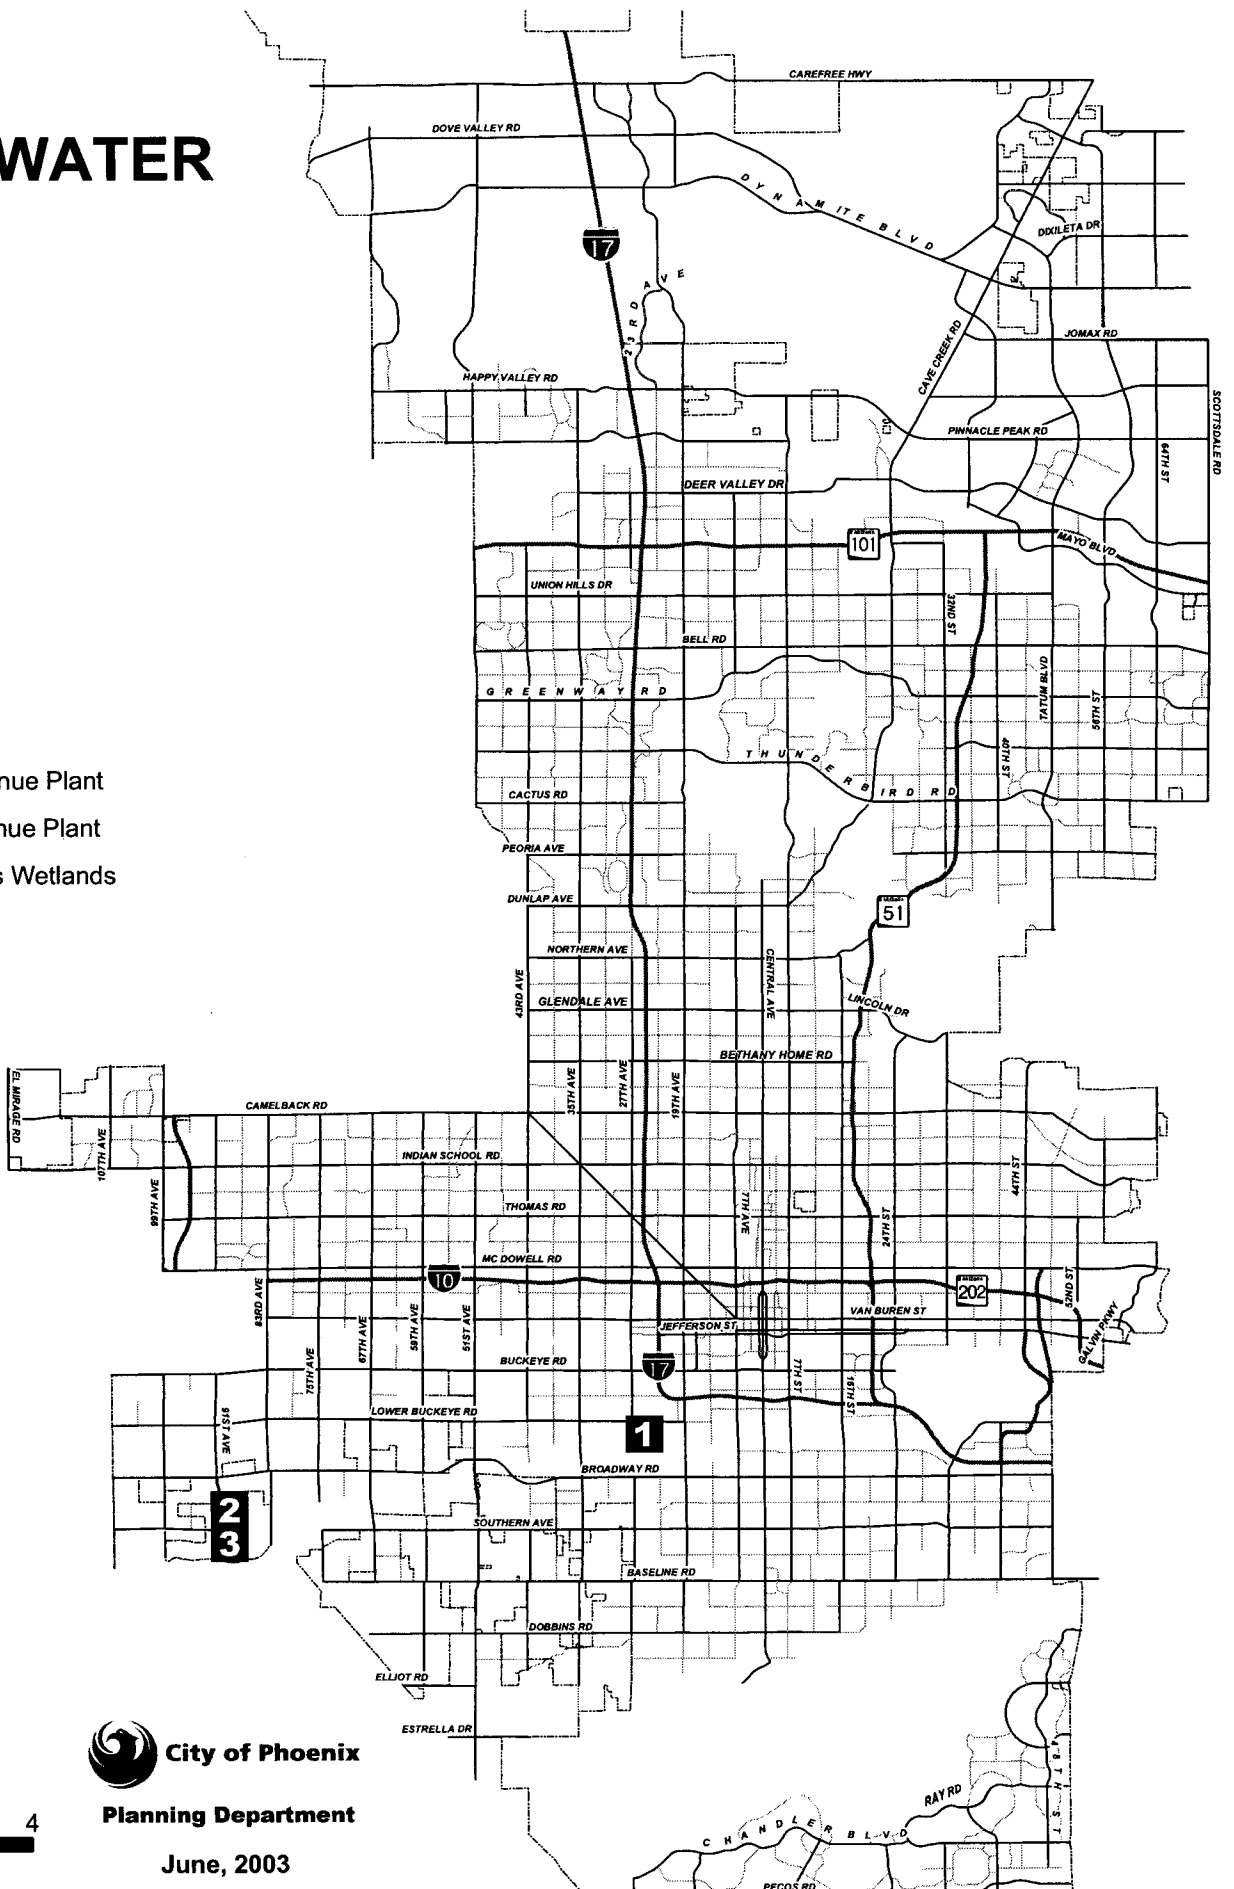 WATER
CAREFREE HWY
DOVE VALLEY RD
DYNAMITE BLVD
DIXILETA DR
17
23RD AVE
JOMAX RD
CAVE CREEK RD
HAPPY VALLEY RD
SCOTTSDALE RD
PINNACLE PEAK RD
64TH ST
DEER VALLEY DR
101
MAYO BLVD
UNION HILLS DR
32ND ST
BELL RD
TATUM BLVD
GREENWAY RD
56TH ST
40TH ST
THUNDERBIRD RD
nue Plant
CACTUS RD
nue Plant
PEORIA AVE
s Wetlands
DUNLAP AVE
51
NORTHERN AVE
CENTRAL AVE
43RD AVE
GLENDALE AVE
LINCOLN DR
BETHANY HOME RD
EL MIRAGE RD
35TH AVE
27TH AVE
19TH AVE
CAMELBACK RD
107TH AVE
INDIAN SCHOOL RD
44TH ST
99TH AVE
THOMAS RD
7TH AVE
24TH ST
MC DOWELL RD
10
202
52ND ST
83RD AVE
67TH AVE
59TH AVE
51ST AVE
VAN BUREN ST
JEFFERSON ST
GALVIN PKWY
BUCKEYE RD
17
75TH AVE
7TH ST
16TH ST
LOWER BUCKEYE RD
91ST AVE
1
BROADWAY RD
2
3
SOUTHERN AVE
BASELINE RD
DOBBINS RD
ELLIOT RD
ESTRELLA DR
City of Phoenix
48TH ST
RAY RD
Planning Department
4
CHANDLER BLVD
June, 2003
PECOS RD